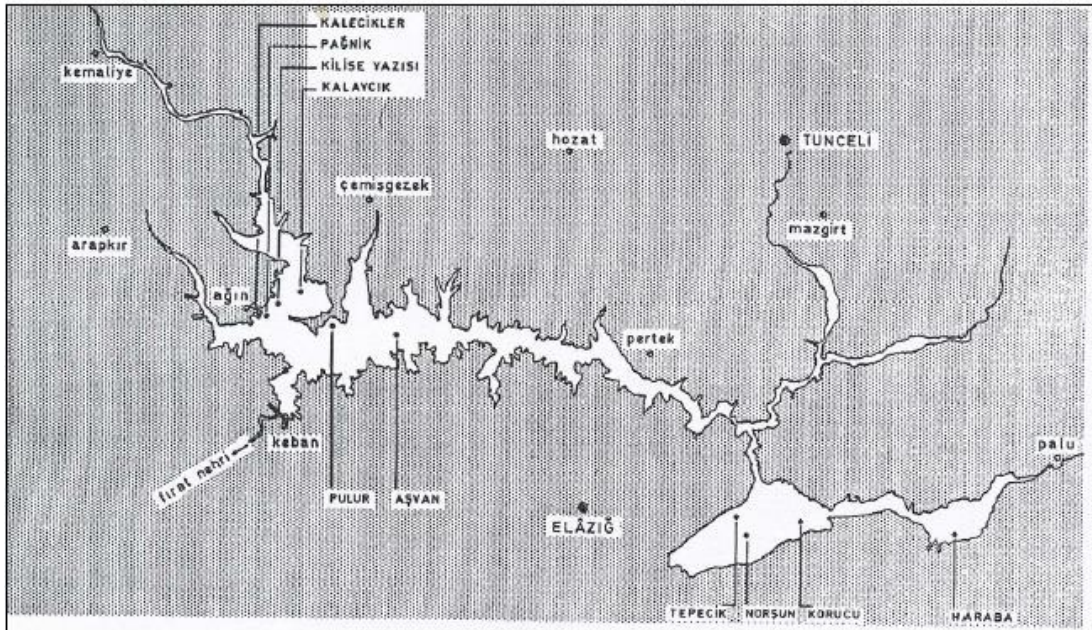 KALECİKLER
PAĞNİK
KİLİSE YAZISI
KALAYCIK
kemaliye
hozat
TUNCELİ
çemişgezek
mazgirt
arapkır
ağın
pertek
keban
palu
fırat nehri
PULUR
AŞVAN
ELÂZIĞ
TEPECİK
NORŞUN
KORUCU
HARABA